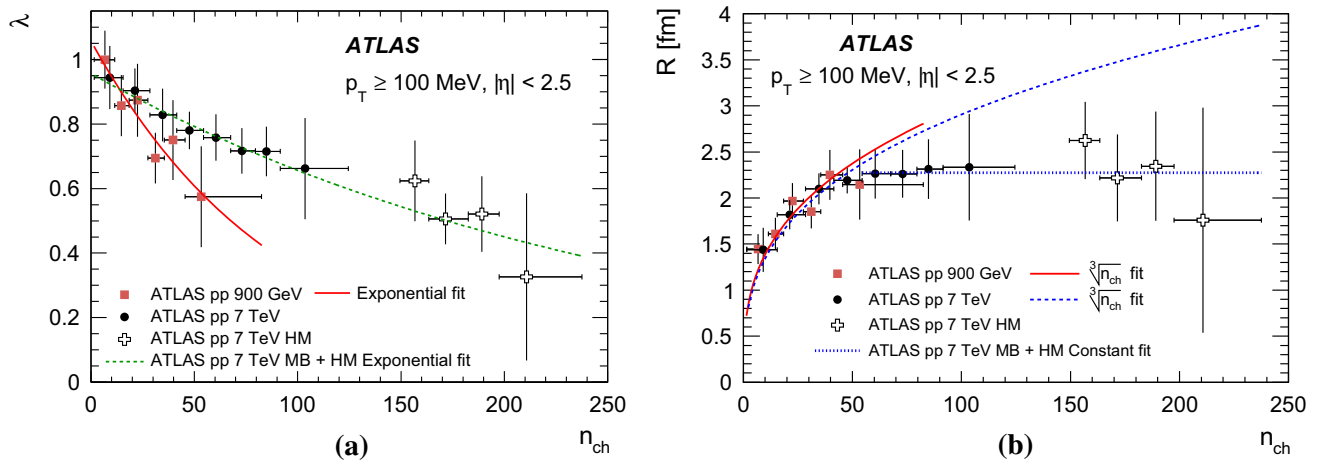 λ
1
0.8
0.6
0.4
0.2
0
ATLAS
p_T ≥ 100 MeV, |η| < 2.5
ATLAS pp 900 GeV
Exponential fit
ATLAS pp 7 TeV
ATLAS pp 7 TeV HM
ATLAS pp 7 TeV MB + HM Exponential fit
0 50 100 150 200 250
n_ch
(a)
R [fm]
4
3.5
3
2.5
2
1.5
1
0.5
0
ATLAS
p_T ≥ 100 MeV, |η| < 2.5
ATLAS pp 900 GeV
∛n_ch fit
ATLAS pp 7 TeV
∛n_ch fit
ATLAS pp 7 TeV HM
ATLAS pp 7 TeV MB + HM Constant fit
0 50 100 150 200 250
n_ch
(b)